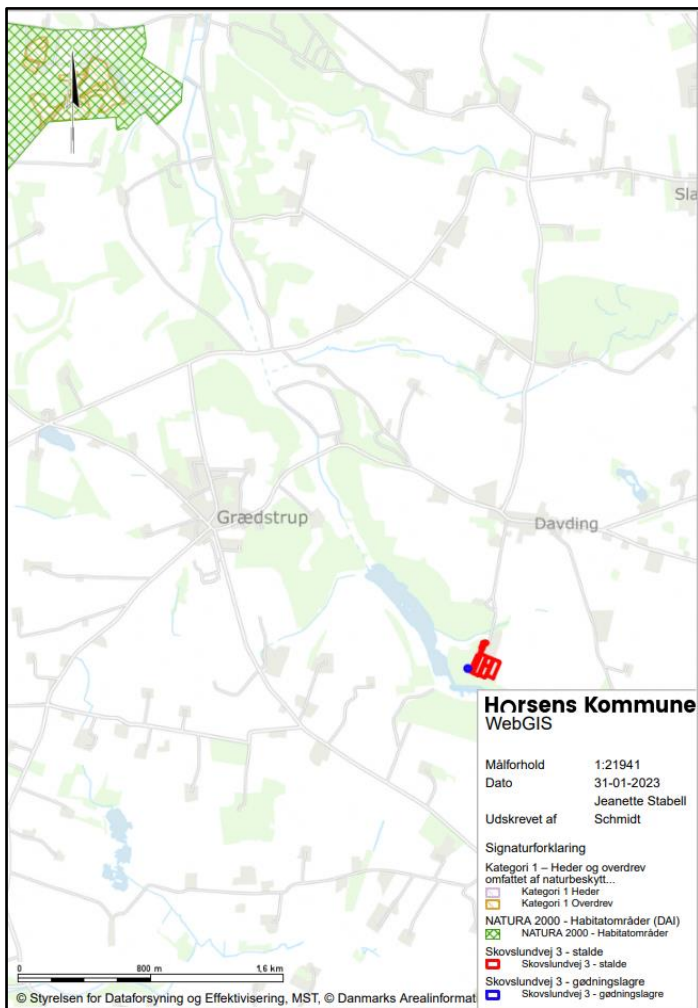 Sla
Grædstrup
Davding
Horsens Kommune
WebGIS
Målforhold 1:21941
Dato 31-01-2023
Jeanette Stabell
Udskrevet af Schmidt
Signaturforklaring
Kategori 1 – Heder og overdrev
omfattet af naturbeskytt...
Kategori 1 Heder
Kategori 1 Overdrev
NATURA 2000 - Habitatområder (DAI)
NATURA 2000 - Habitatområder
Skovslundvej 3 - stalde
Skovslundvej 3 - stalde
Skovslundvej 3 - gødningslagre
Skovslundvej 3 - gødningslagre
800 m 1,6 km
© Styrelsen for Dataforsyning og Effektivisering, MST, © Danmarks Arealinformat